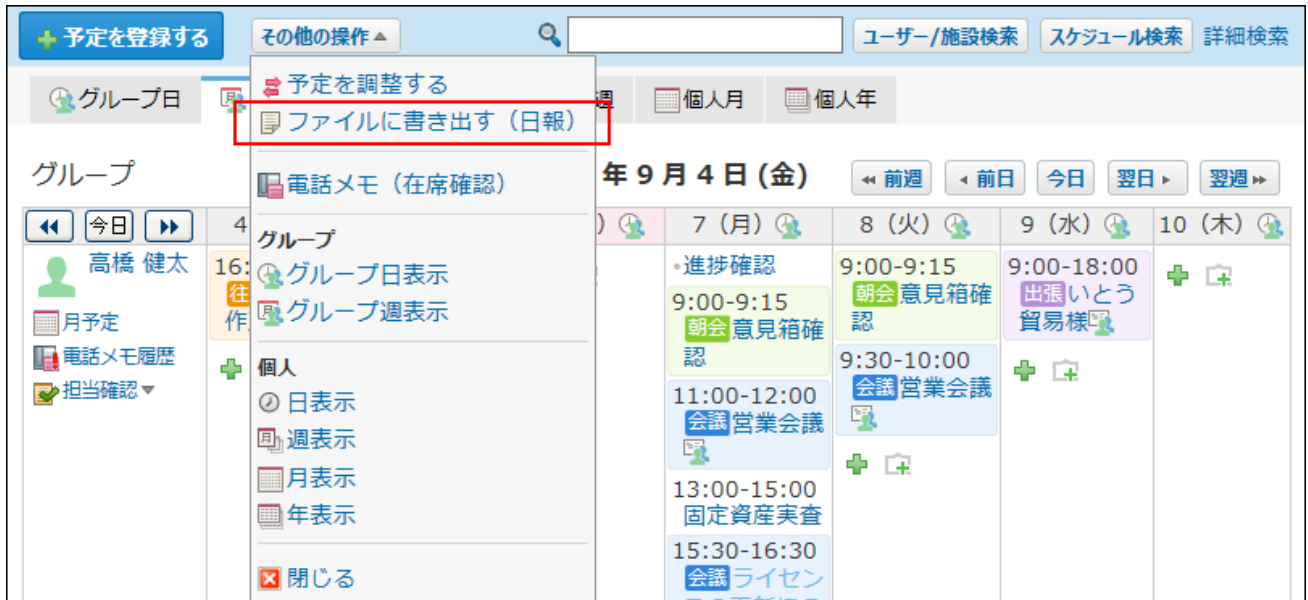 予定を登録する その他の操作 ユーザー/施設検索 スケジュール検索 詳細検索
グループ日 週 個人月 個人年
予定を調整する
ファイルに書き出す（日報）
電話メモ（在席確認）
グループ
グループ日表示
グループ週表示
個人
日表示
週表示
月表示
年表示
閉じる
グループ 年 9 月 4 日 (金) 前週 前日 今日 翌日 翌週
今日 4 ) 7（月） 8（火） 9（水） 10（木）
高橋 健太
月予定
電話メモ履歴
担当確認
16:
往
作
・進捗確認
9:00-9:15
朝会 意見箱確
認
11:00-12:00
会議 営業会議
13:00-15:00
固定資産実査
15:30-16:30
会議 ライセン
9:00-9:15
朝会 意見箱確
認
9:30-10:00
会議 営業会議
9:00-18:00
出張 いとう
貿易様